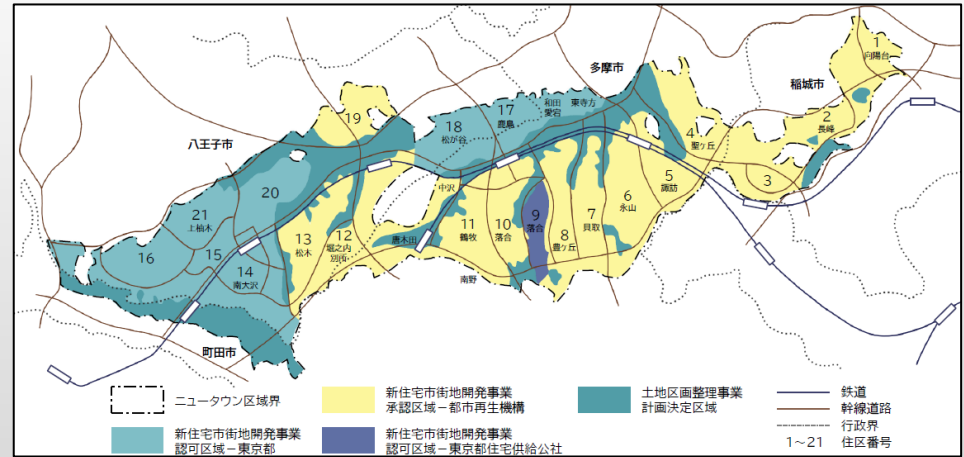 1
向陽台
多摩市
稲城市
和田
愛宕
東寺方
17
鹿島
2
長峰
19
18
松が谷
4
聖ヶ丘
八王子市
20
中沢
5
諏訪
3
21
上柚木
6
永山
9
落合
7
貝取
11
鶴牧
10
落合
13
松木
12
堀之内
別所
唐木田
8
豊ヶ丘
15
16
14
南大沢
南野
町田市
ニュータウン区域界
新住宅市街地開発事業
承認区域－都市再生機構
土地区画整理事業
計画決定区域
鉄道
幹線道路
行政界
1～21 住区番号
新住宅市街地開発事業
認可区域－東京都
新住宅市街地開発事業
認可区域－東京都住宅供給公社